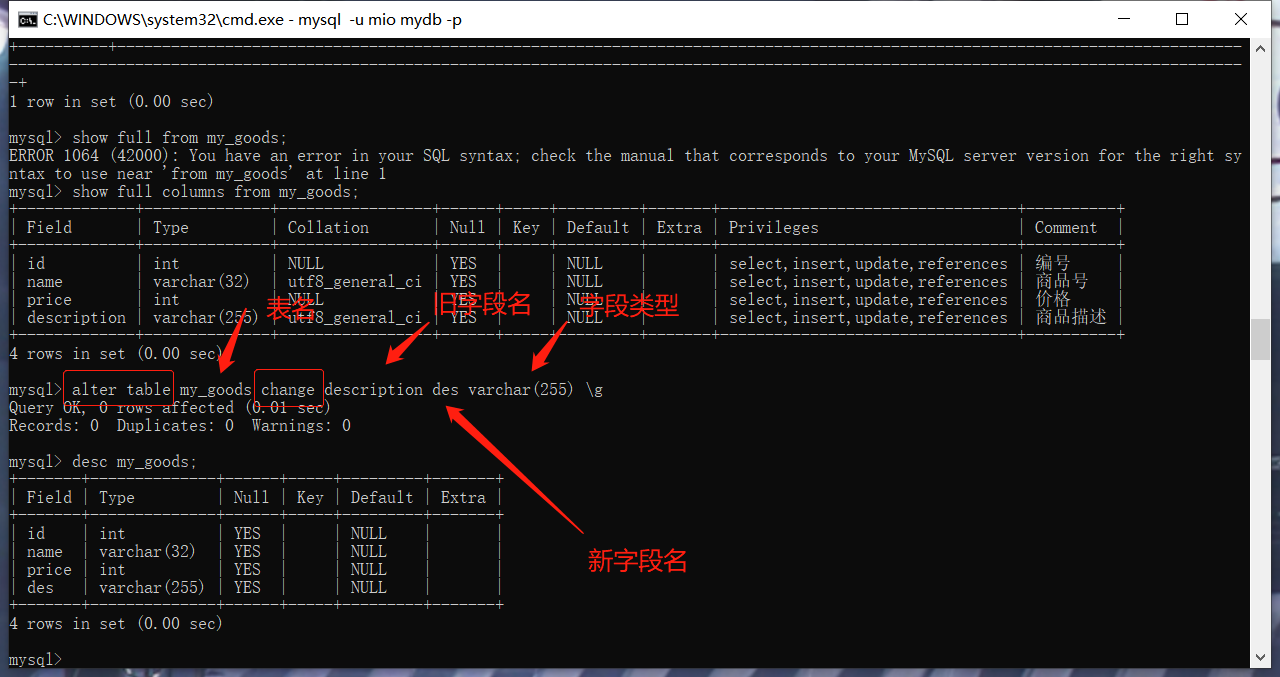 C:\WINDOWS\system32\cmd.exe - mysql  -u mio mydb -p
1 row in set (0.00 sec)
mysql> show full from my_goods;
ERROR 1064 (42000): You have an error in your SQL syntax; check the manual that corresponds to your MySQL server version for the right sy
ntax to use near 'from my_goods' at line 1
mysql> show full columns from my_goods;
| Field | Type | Collation | Null | Key | Default | Extra | Privileges | Comment |
| id | int | NULL | YES | | NULL | | select,insert,update,references | 编号 |
| name | varchar(32) | utf8_general_ci | YES | | NULL | | select,insert,update,references | 商品号 |
| price | int | NULL | YES | | NULL | | select,insert,update,references | 价格 |
| description | varchar(255) | utf8_general_ci | YES | | NULL | | select,insert,update,references | 商品描述 |
表名
旧字段名
字段类型
4 rows in set (0.00 sec)
mysql> alter table my_goods change description des varchar(255) \g
Query OK, 0 rows affected (0.01 sec)
Records: 0  Duplicates: 0  Warnings: 0
mysql> desc my_goods;
| Field | Type | Null | Key | Default | Extra |
| id | int | YES | | NULL | |
| name | varchar(32) | YES | | NULL | |
| price | int | YES | | NULL | |
| des | varchar(255) | YES | | NULL | |
新字段名
4 rows in set (0.00 sec)
mysql>